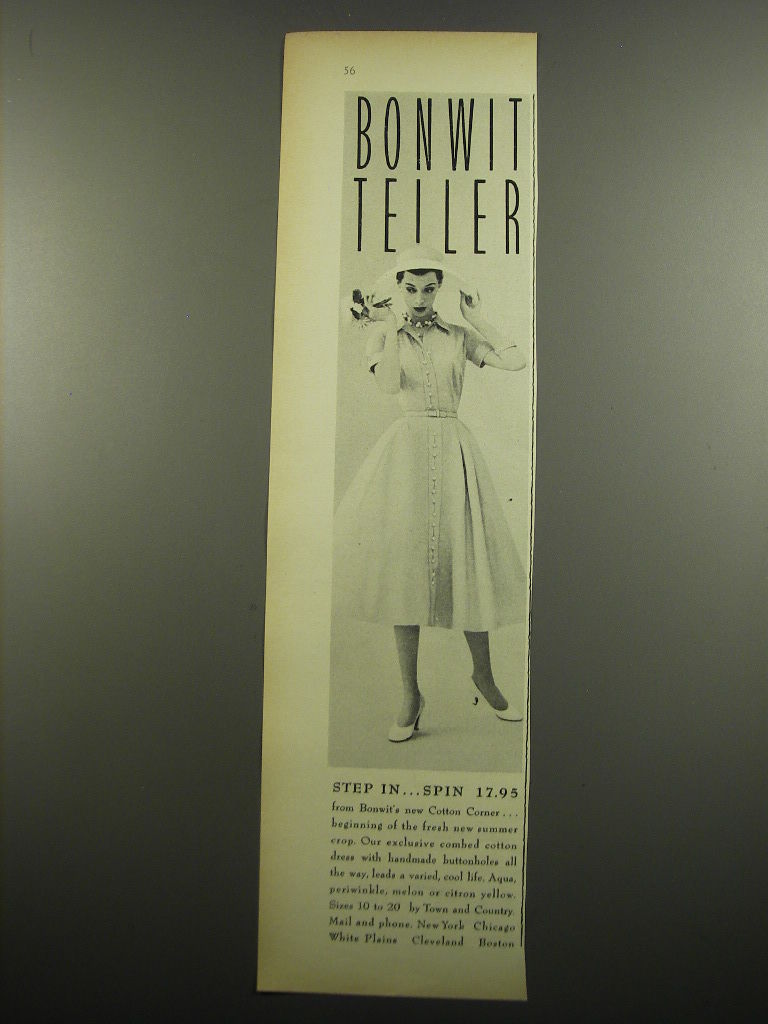 56
BONWIT
TELLER
STEP IN...SPIN 17.95
from Bonwit's new Cotton Corner...
beginning of the fresh new summer
crop. Our exclusive combed cotton
dress with handmade buttonholes all
the way, leads a varied, cool life. Aqua,
periwinkle, melon or citron yellow.
Sizes 10 to 20 by Town and Country.
Mail and phone. New York Chicago
White Plains Cleveland Boston